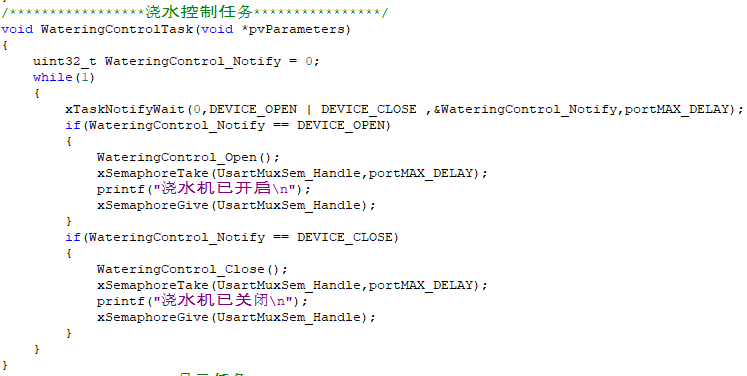 /*****************浇水控制任务****************/
void WateringControlTask(void *pvParameters)
{
    uint32_t WateringControl_Notify = 0;
    while(1)
    {
        xTaskNotifyWait(0,DEVICE_OPEN | DEVICE_CLOSE ,&WateringControl_Notify,portMAX_DELAY);
        if(WateringControl_Notify == DEVICE_OPEN)
        {
            WateringControl_Open();
            xSemaphoreTake(UsartMuxSem_Handle,portMAX_DELAY);
            printf("浇水机已开启\n");
            xSemaphoreGive(UsartMuxSem_Handle);
        }
        if(WateringControl_Notify == DEVICE_CLOSE)
        {
            WateringControl_Close();
            xSemaphoreTake(UsartMuxSem_Handle,portMAX_DELAY);
            printf("浇水机已关闭\n");
            xSemaphoreGive(UsartMuxSem_Handle);
        }
    }
}